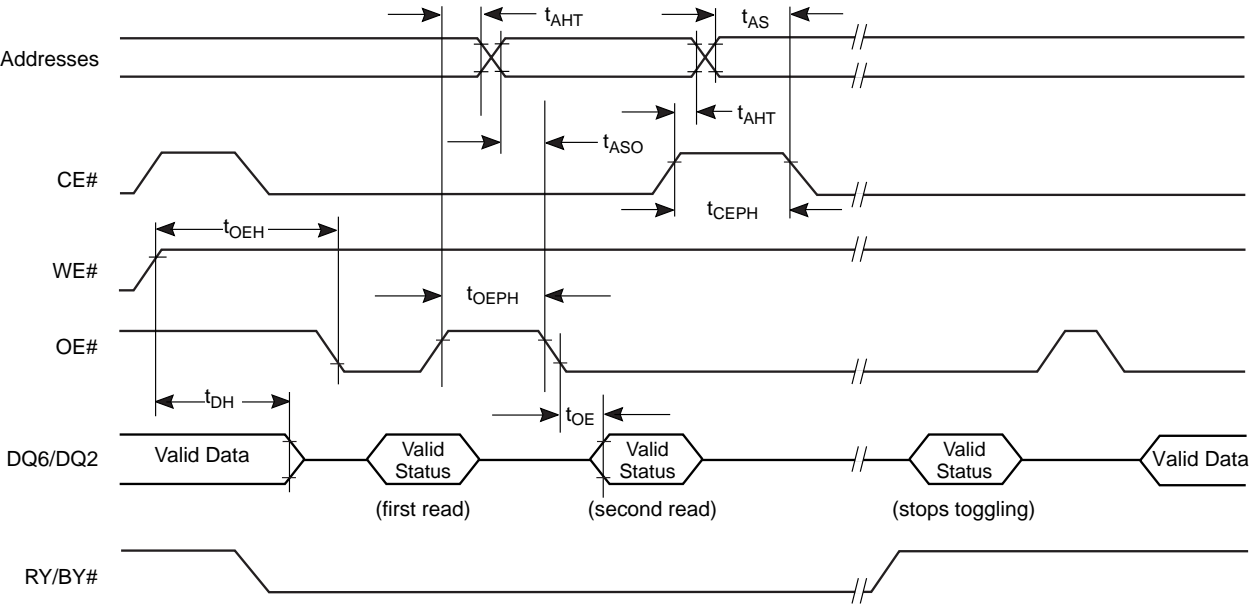 tAHT
tAS
Addresses
tAHT
tASO
CE#
tCEPH
tOEH
WE#
tOEPH
OE#
tDH
tOE
DQ6/DQ2
Valid Data
Valid
Status
Valid
Status
Valid
Status
Valid Data
(first read)
(second read)
(stops toggling)
RY/BY#